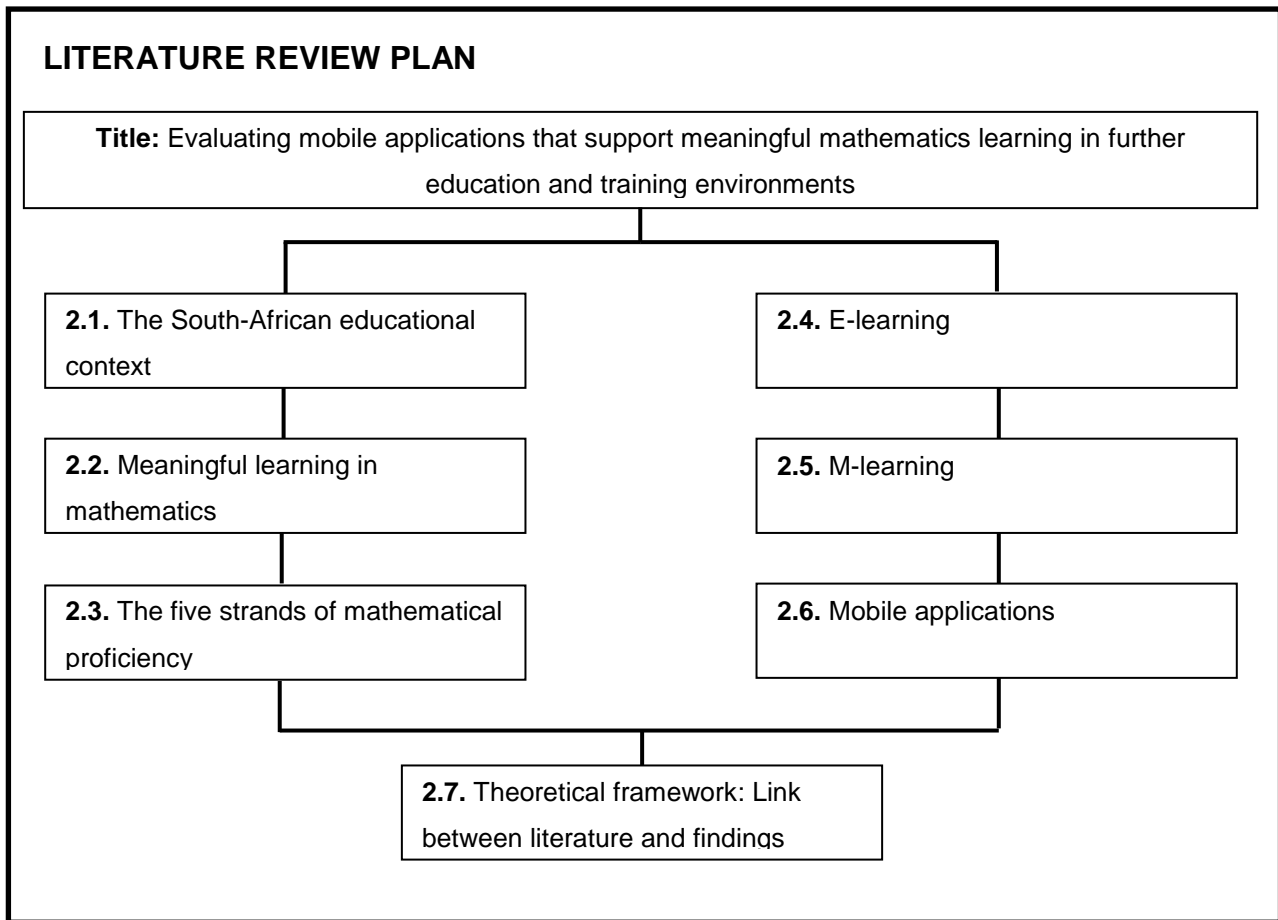 LITERATURE REVIEW PLAN
Title: Evaluating mobile applications that support meaningful mathematics learning in further
education and training environments
2.1. The South-African educational
context
2.2. Meaningful learning in
mathematics
2.3. The five strands of mathematical
proficiency
2.4. E-learning
2.5. M-learning
2.6. Mobile applications
2.7. Theoretical framework: Link
between literature and findings